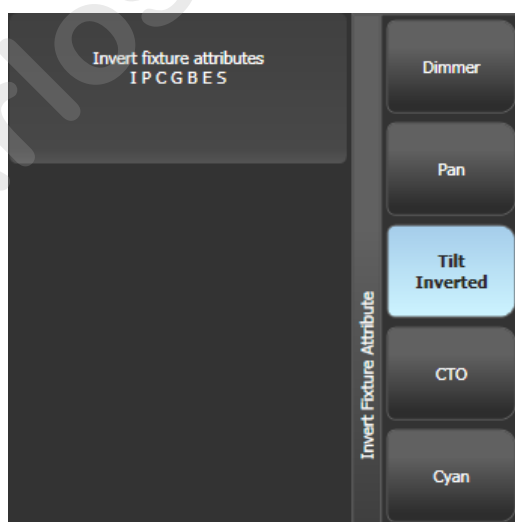 Invert fixture attributes
I P C G B E S
Invert Fixture Attribute
Dimmer
Pan
Tilt
Inverted
CTO
Cyan